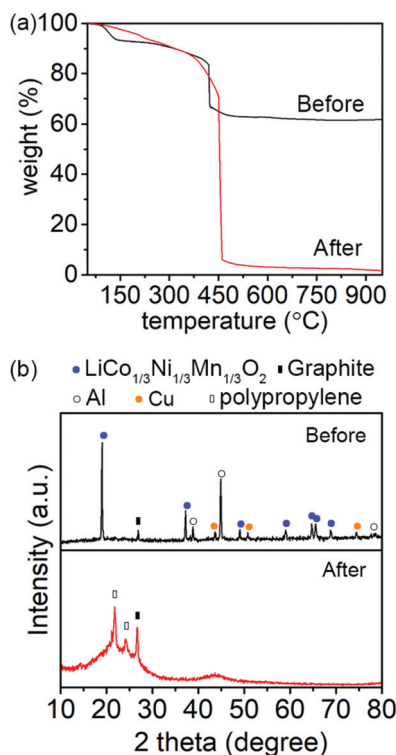 (a)
100
80
60
40
20
0
weight (%)
Before
After
150 300 450 600 750 900
temperature (°C)
(b)
LiCo1/3Ni1/3Mn1/3O2 Graphite
Al Cu polypropylene
Before
After
Intensity (a.u.)
10 20 30 40 50 60 70 80
2 theta (degree)